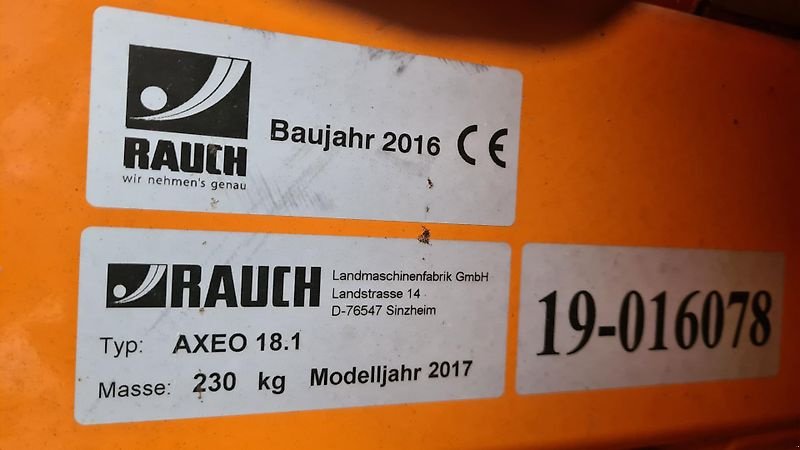 RAUCH
wir nehmen's genau
Baujahr 2016 CE
RAUCH
Landmaschinenfabrik GmbH
Landstrasse 14
D-76547 Sinzheim
Typ: AXEO 18.1
Masse: 230 kg Modelljahr 2017
19-016078